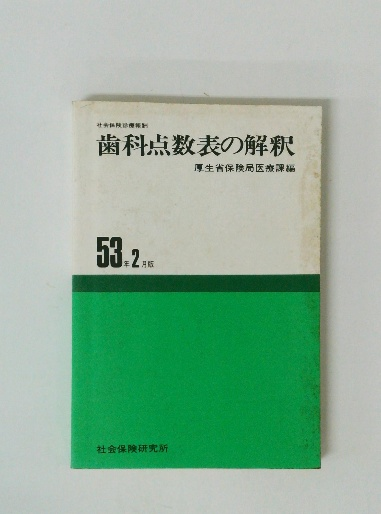 社会保険診療報酬
歯科点数表の解釈
厚生省保険局医療課編
53年2月版
社会保険研究所